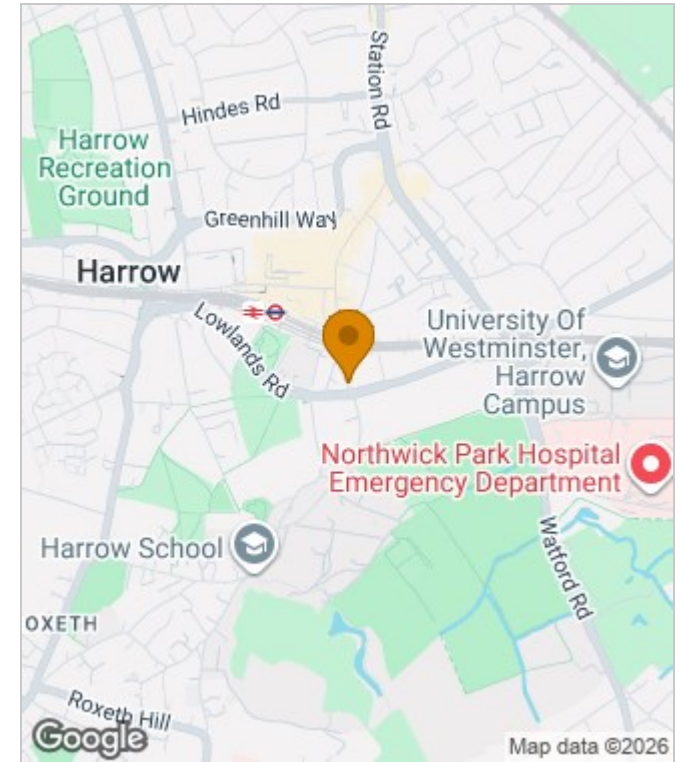 Station Rd
Hindes Rd
Harrow
Recreation
Ground
Greenhill Way
Harrow
Lowlands Rd
University Of
Westminster,
Harrow
Campus
Northwick Park Hospital
Emergency Department
Harrow School
Watford Rd
OXETH
Roxeth Hill
Google
Map data ©2026